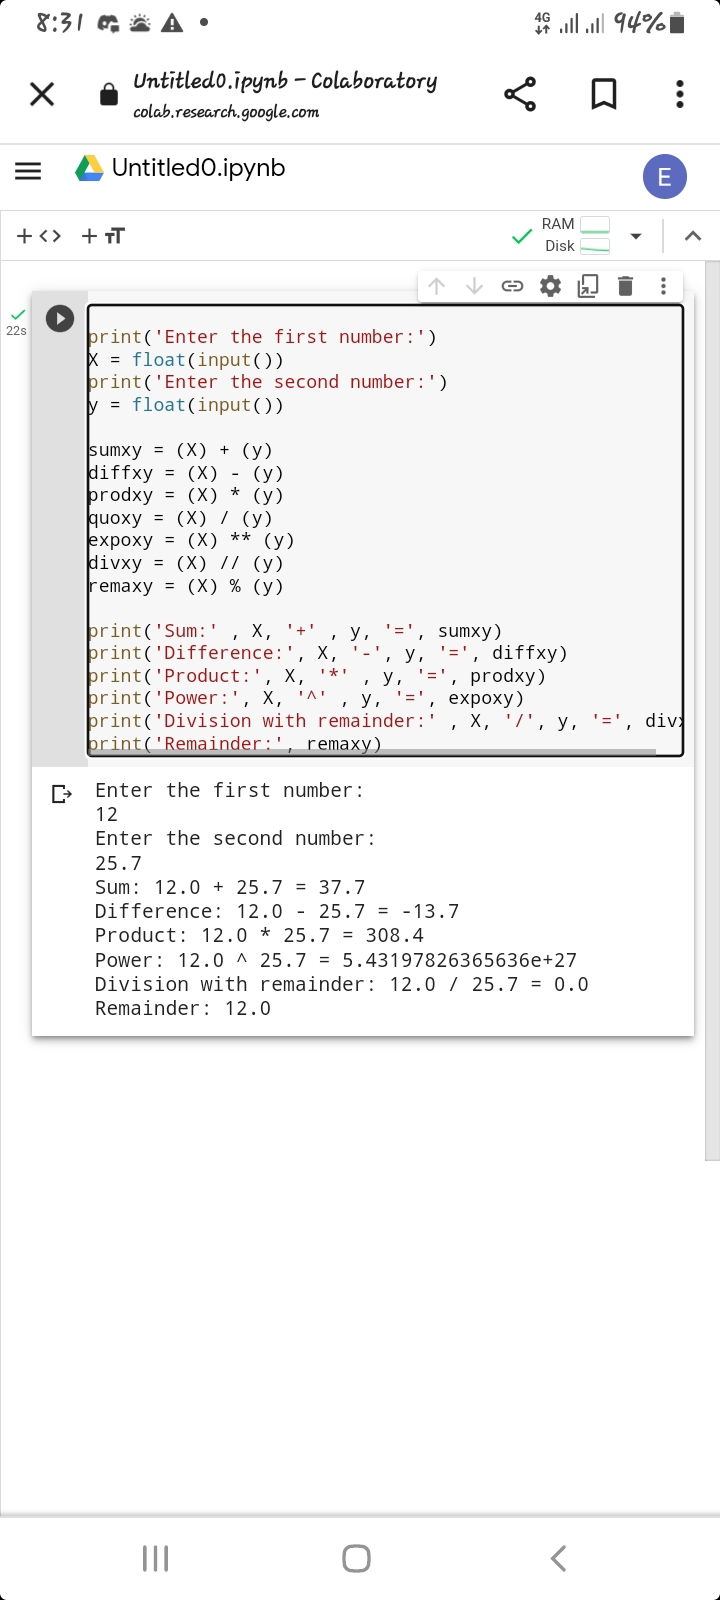 8:31
4G 94%
Untitled0.ipynb – Colaboratory
colab.research.google.com
Untitled0.ipynb
E
+ <> + TT
RAM
Disk
22s
print('Enter the first number:')
X = float(input())
print('Enter the second number:')
y = float(input())
sumxy = (X) + (y)
diffxy = (X) - (y)
prodxy = (X) * (y)
quoxy = (X) / (y)
expoxy = (X) ** (y)
divxy = (X) // (y)
remaxy = (X) % (y)
print('Sum:' , X, '+' , y, '=', sumxy)
print('Difference:', X, '-', y, '=', diffxy)
print('Product:', X, '*' , y, '=', prodxy)
print('Power:', X, '^' , y, '=', expoxy)
print('Division with remainder:' , X, '/', y, '=', divx
print('Remainder:', remaxy)
Enter the first number:
12
Enter the second number:
25.7
Sum: 12.0 + 25.7 = 37.7
Difference: 12.0 - 25.7 = -13.7
Product: 12.0 * 25.7 = 308.4
Power: 12.0 ^ 25.7 = 5.43197826365636e+27
Division with remainder: 12.0 / 25.7 = 0.0
Remainder: 12.0